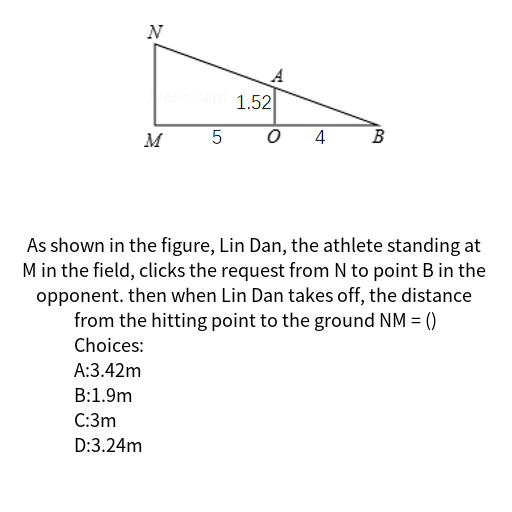 N
A
1.52
M 5 O 4 B
As shown in the figure, Lin Dan, the athlete standing at
M in the field, clicks the request from N to point B in the
opponent. then when Lin Dan takes off, the distance
from the hitting point to the ground NM = ()
Choices:
A:3.42m
B:1.9m
C:3m
D:3.24m